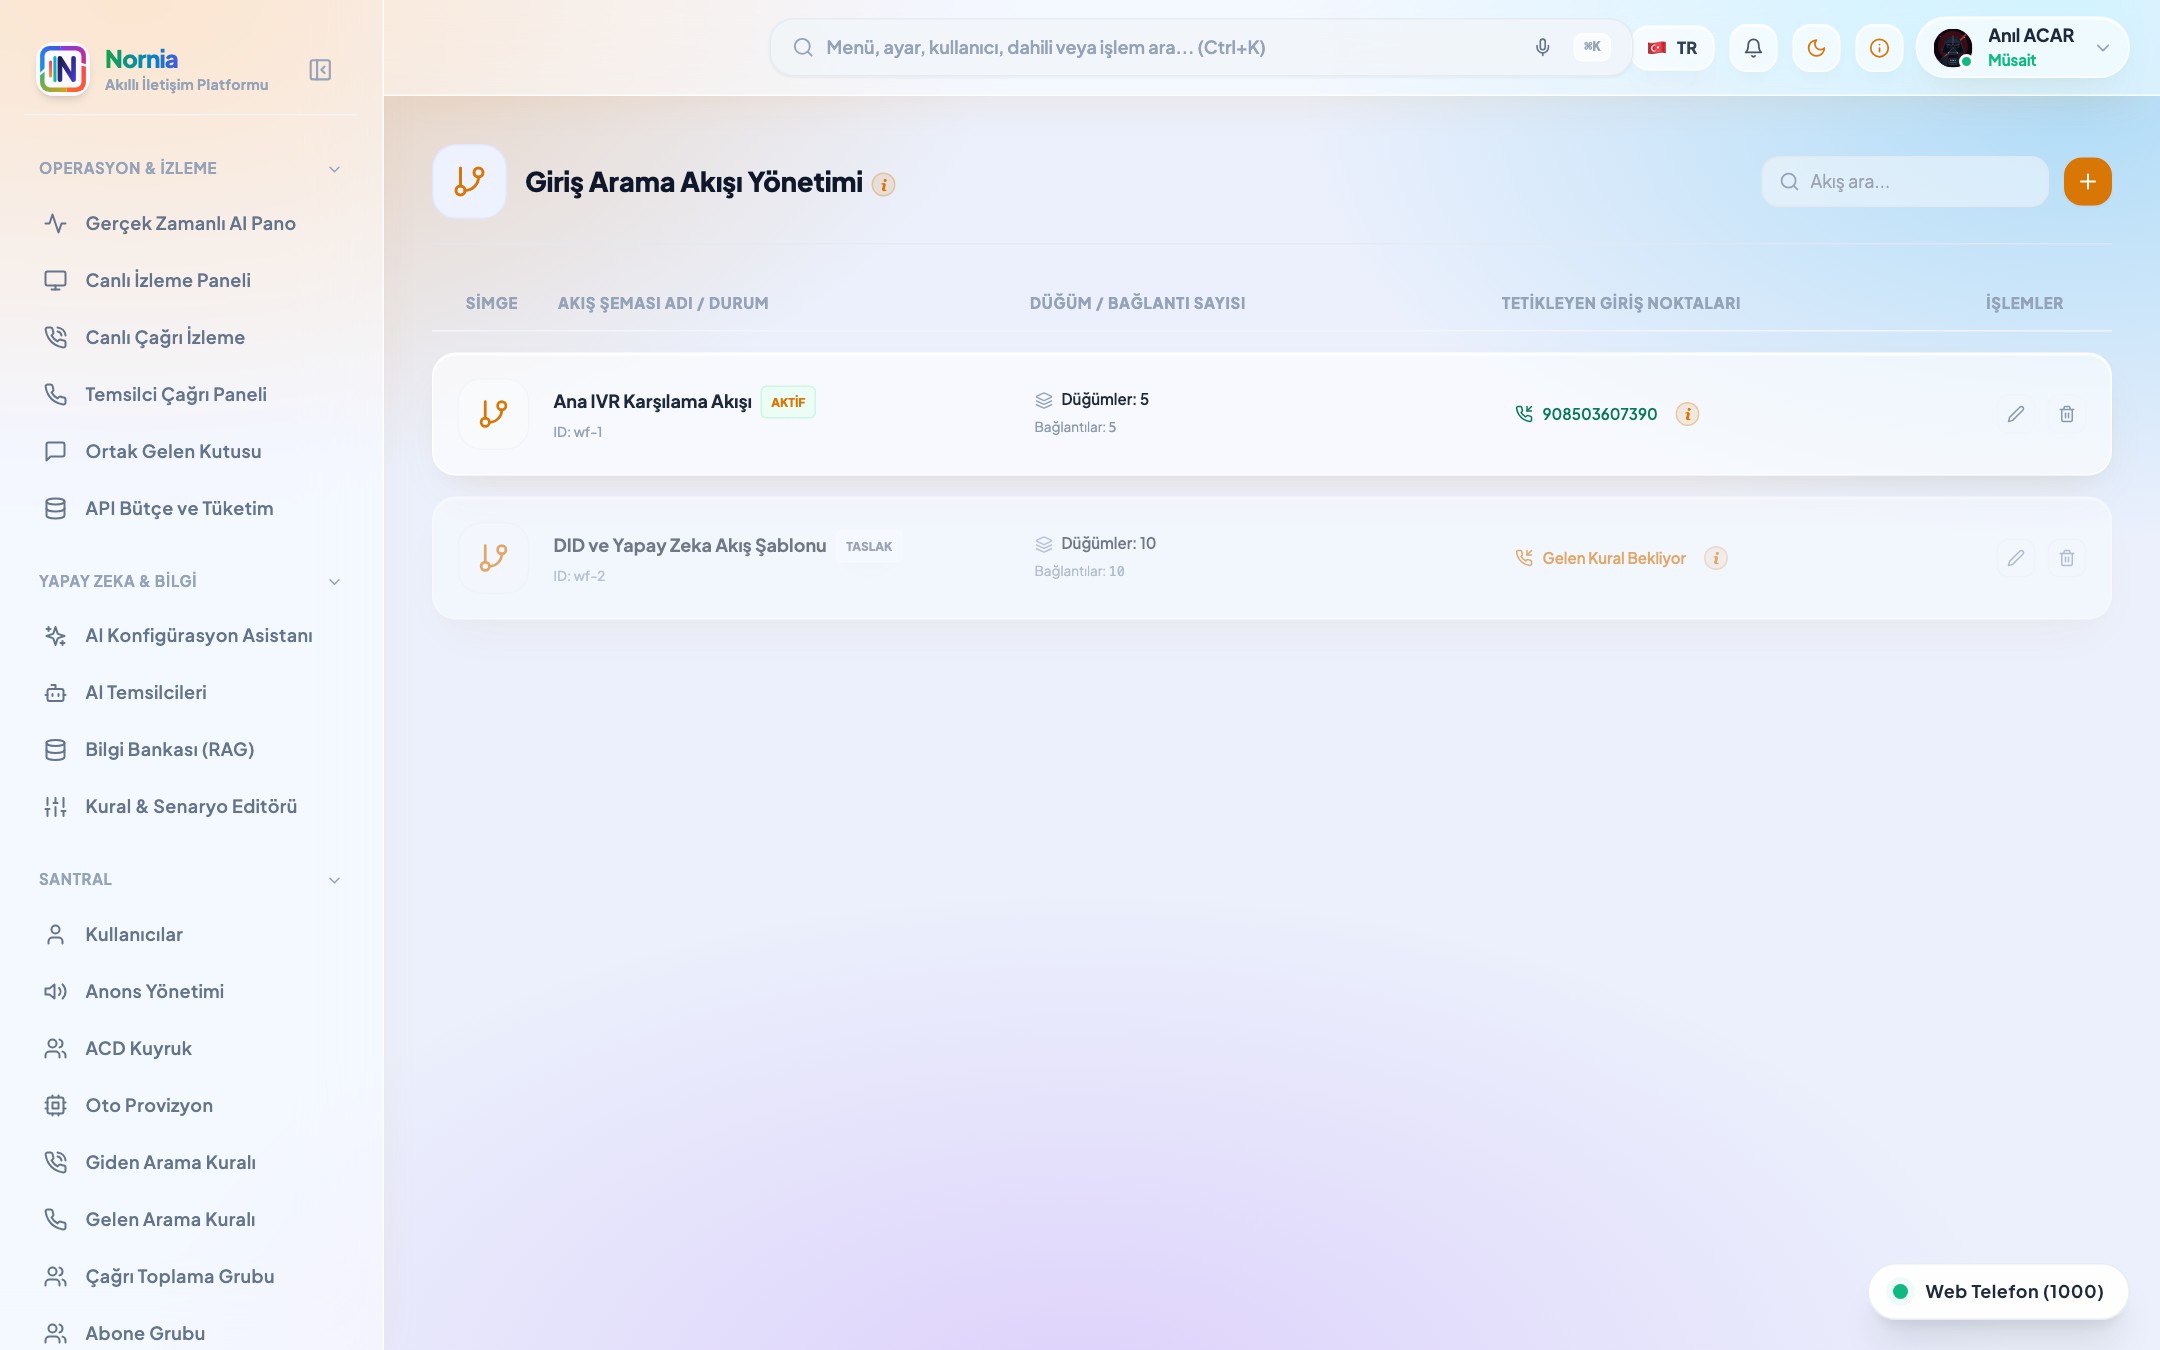 Nornia
Akıllı İletişim Platformu
Menü, ayar, kullanıcı, dahili veya işlem ara... (Ctrl+K)
⌘K
TR
Anıl ACAR
Müsait
OPERASYON & İZLEME
Gerçek Zamanlı AI Pano
Canlı İzleme Paneli
Canlı Çağrı İzleme
Temsilci Çağrı Paneli
Ortak Gelen Kutusu
API Bütçe ve Tüketim
YAPAY ZEKA & BİLGİ
AI Konfigürasyon Asistanı
AI Temsilcileri
Bilgi Bankası (RAG)
Kural & Senaryo Editörü
SANTRAL
Kullanıcılar
Anons Yönetimi
ACD Kuyruk
Oto Provizyon
Giden Arama Kuralı
Gelen Arama Kuralı
Çağrı Toplama Grubu
Abone Grubu
Giriş Arama Akışı Yönetimi
Akış ara...
SİMGE AKIŞ ŞEMASI ADI / DURUM DÜĞÜM / BAĞLANTI SAYISI TETİKLEYEN GİRİŞ NOKTALARI İŞLEMLER
Ana IVR Karşılama Akışı AKTİF
ID: wf-1
Düğümler: 5
Bağlantılar: 5
908503607390
DID ve Yapay Zeka Akış Şablonu TASLAK
ID: wf-2
Düğümler: 10
Bağlantılar: 10
Gelen Kural Bekliyor
Web Telefon (1000)